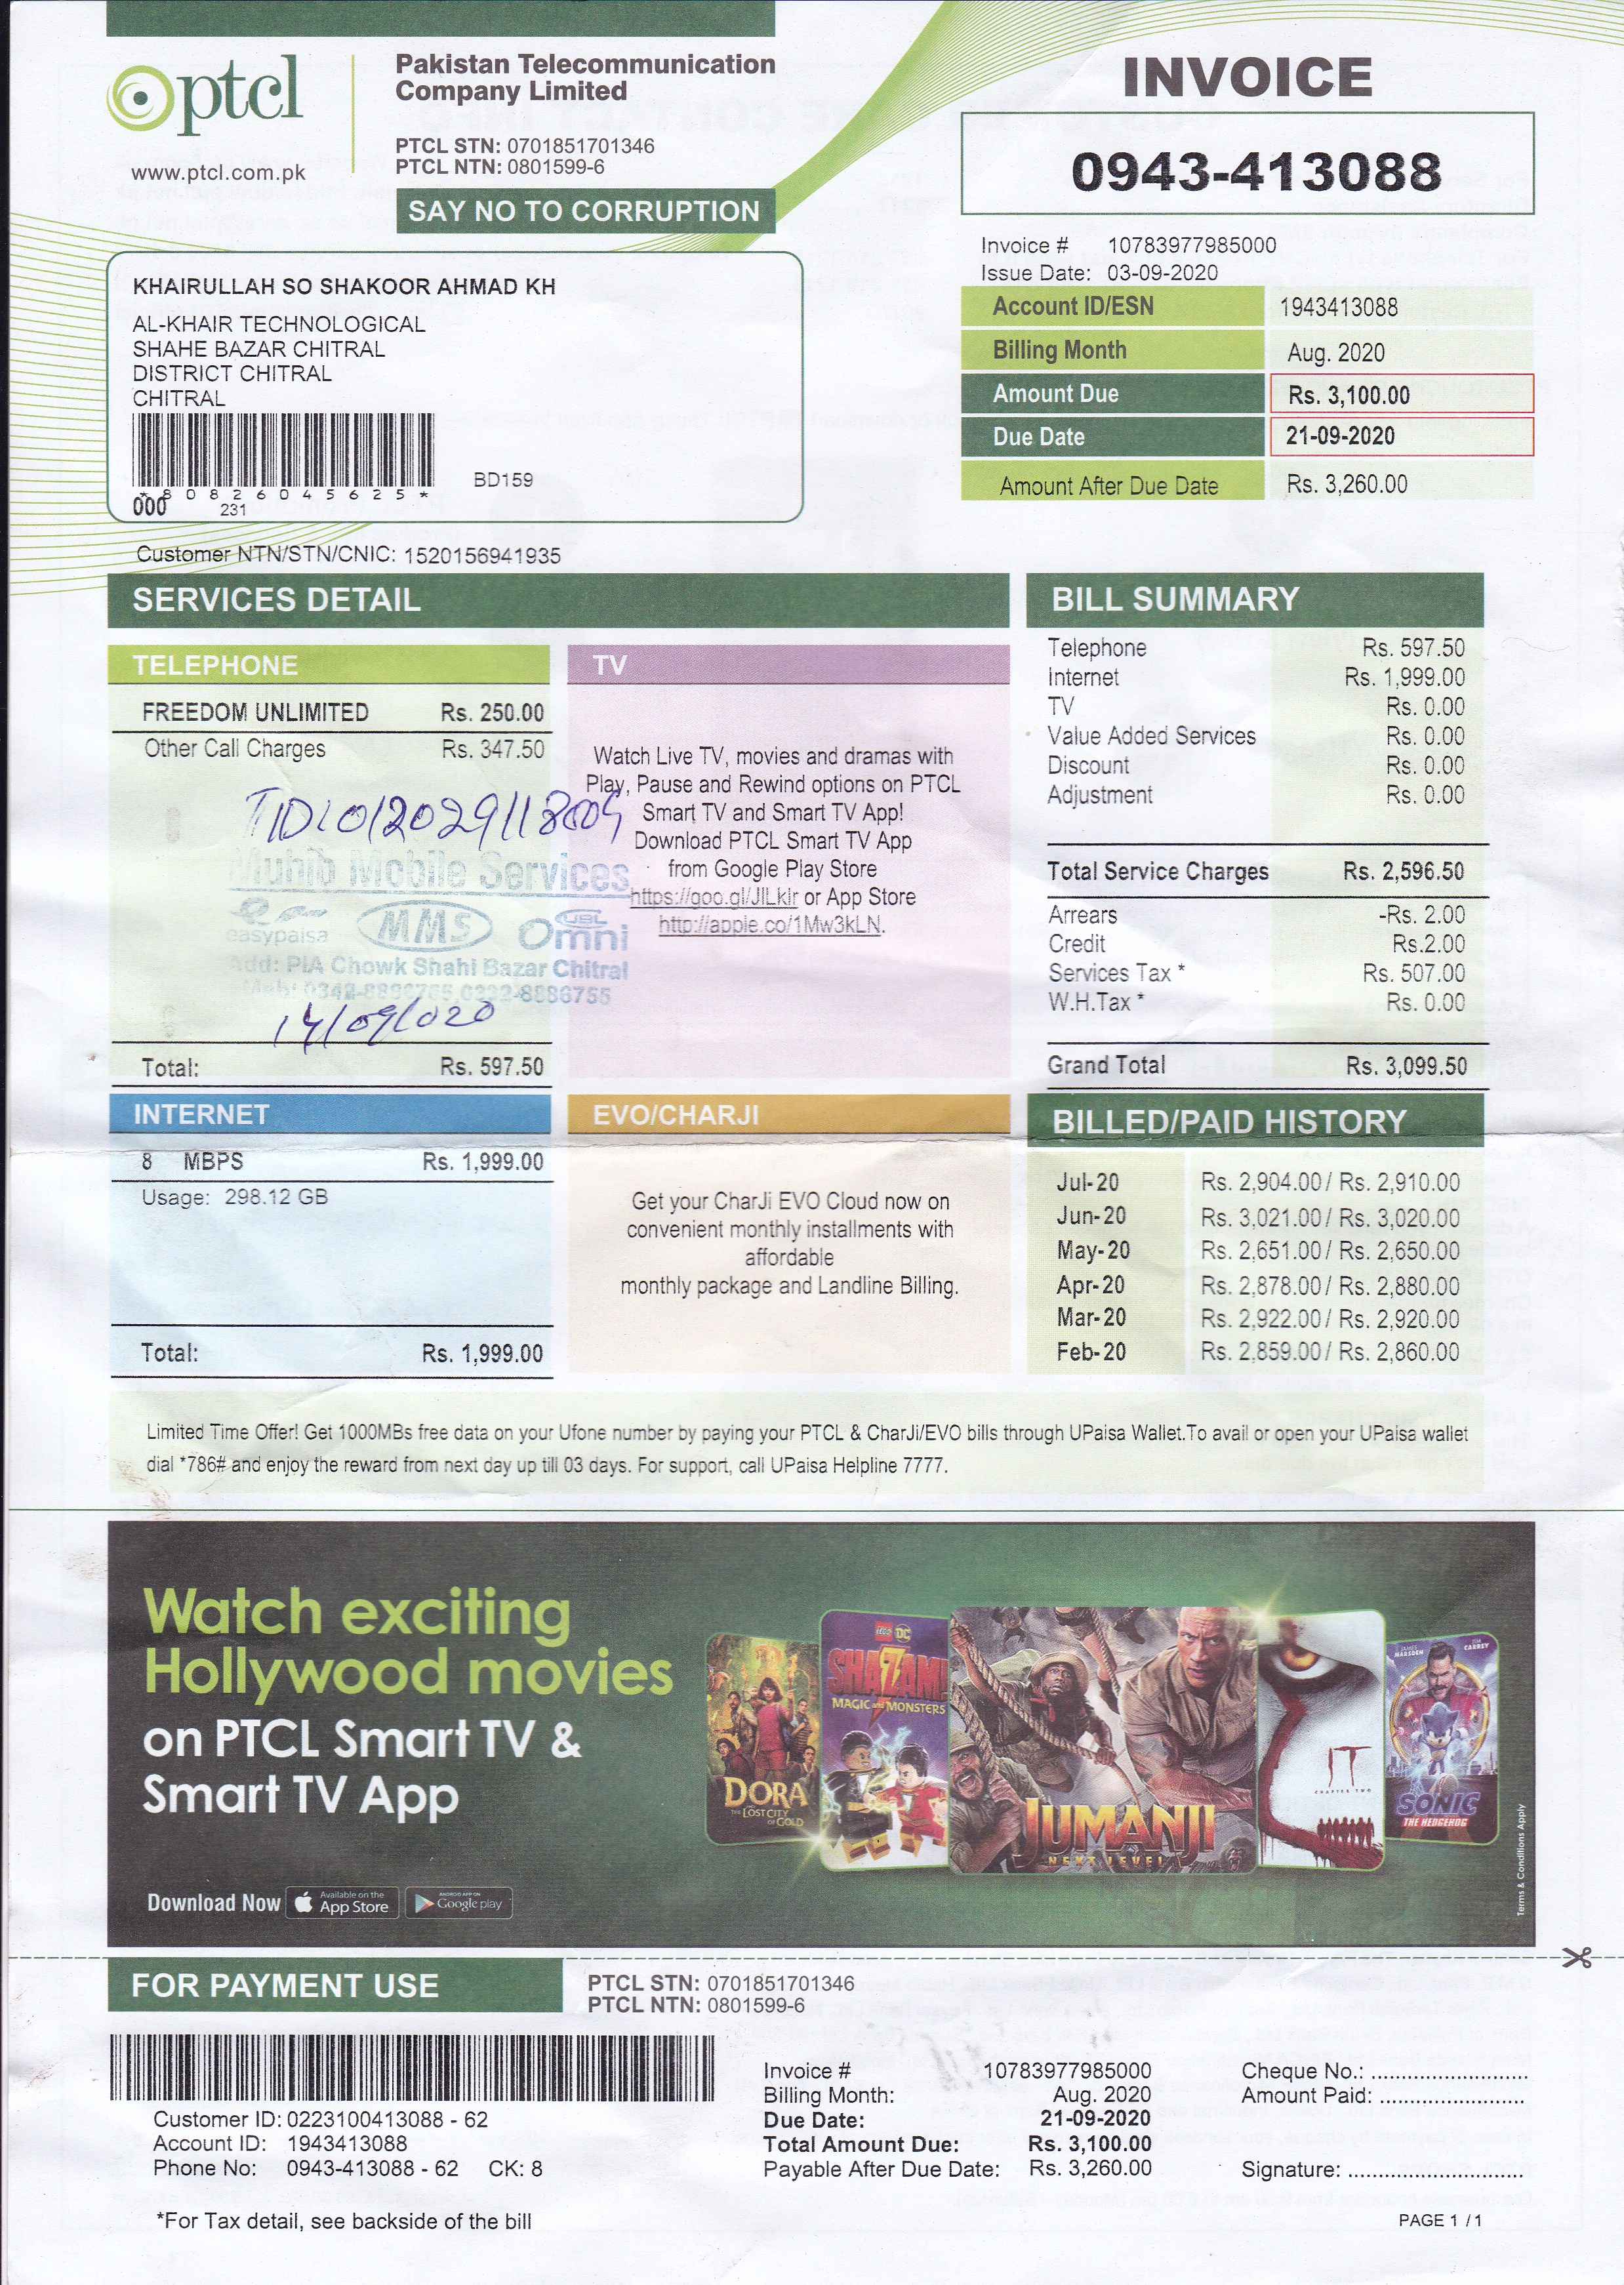 ptcl
www.ptcl.com.pk
Pakistan Telecommunication
Company Limited
PTCL STN: 0701851701346
PTCL NTN: 0801599-6
SAY NO TO CORRUPTION
INVOICE
0943-413088
Invoice # 10783977985000
Issue Date: 03-09-2020
Account ID/ESN 1943413088
Billing Month Aug. 2020
Amount Due Rs. 3,100.00
Due Date 21-09-2020
Amount After Due Date Rs. 3,260.00
KHAIRULLAH SO SHAKOOR AHMAD KH
AL-KHAIR TECHNOLOGICAL
SHAHE BAZAR CHITRAL
DISTRICT CHITRAL
CHITRAL
*80826045625*
000 231
BD159
Customer NTN/STN/CNIC: 1520156941935
SERVICES DETAIL
TELEPHONE
FREEDOM UNLIMITED Rs. 250.00
Other Call Charges Rs. 347.50
Muhib Mobile Services
easypaisa MMS UBL Omni
Add: PIA Chowk Shahi Bazar Chitral
14/09/020
Total: Rs. 597.50
TV
Watch Live TV, movies and dramas with
Play, Pause and Rewind options on PTCL
Smart TV and Smart TV App!
Download PTCL Smart TV App
from Google Play Store
https://goo.gl/JILkir or App Store
http://apple.co/1Mw3kLN.
INTERNET
8 MBPS Rs. 1,999.00
Usage: 298.12 GB
Total: Rs. 1,999.00
EVO/CHARJI
Get your CharJi EVO Cloud now on
convenient monthly installments with
affordable
monthly package and Landline Billing.
BILL SUMMARY
Telephone Rs. 597.50
Internet Rs. 1,999.00
TV Rs. 0.00
Value Added Services Rs. 0.00
Discount Rs. 0.00
Adjustment Rs. 0.00
Total Service Charges Rs. 2,596.50
Arrears -Rs. 2.00
Credit Rs.2.00
Services Tax * Rs. 507.00
W.H.Tax * Rs. 0.00
Grand Total Rs. 3,099.50
BILLED/PAID HISTORY
Jul-20 Rs. 2,904.00/ Rs. 2,910.00
Jun-20 Rs. 3,021.00/ Rs. 3,020.00
May-20 Rs. 2,651.00/ Rs. 2,650.00
Apr-20 Rs. 2,878.00/ Rs. 2,880.00
Mar-20 Rs. 2,922.00/ Rs. 2,920.00
Feb-20 Rs. 2,859.00/ Rs. 2,860.00
Limited Time Offer! Get 1000MBs free data on your Ufone number by paying your PTCL & CharJi/EVO bills through UPaisa Wallet.To avail or open your UPaisa wallet
dial *786# and enjoy the reward from next day up till 03 days. For support, call UPaisa Helpline 7777.
Watch exciting
Hollywood movies
on PTCL Smart TV &
Smart TV App
Download Now
Available on the App Store
ANDROID APP ON Google play
DORA
THE LOST CITY
OF GOLD
LEGO DC
SHAZAM!
MAGIC and MONSTERS
JUMANJI
NEXT LEVEL
IT
CHAPTER TWO
JAMES MARSDEN
JIM CARREY
SONIC
THE HEDGEHOG
Terms & Conditions Apply
FOR PAYMENT USE
PTCL STN: 0701851701346
PTCL NTN: 0801599-6
Customer ID: 0223100413088 - 62
Account ID: 1943413088
Phone No: 0943-413088 - 62 CK: 8
*For Tax detail, see backside of the bill
Invoice # 10783977985000
Billing Month: Aug. 2020
Due Date: 21-09-2020
Total Amount Due: Rs. 3,100.00
Payable After Due Date: Rs. 3,260.00
Cheque No.: ..........................
Amount Paid: ........................
Signature: .............................
PAGE 1 / 1